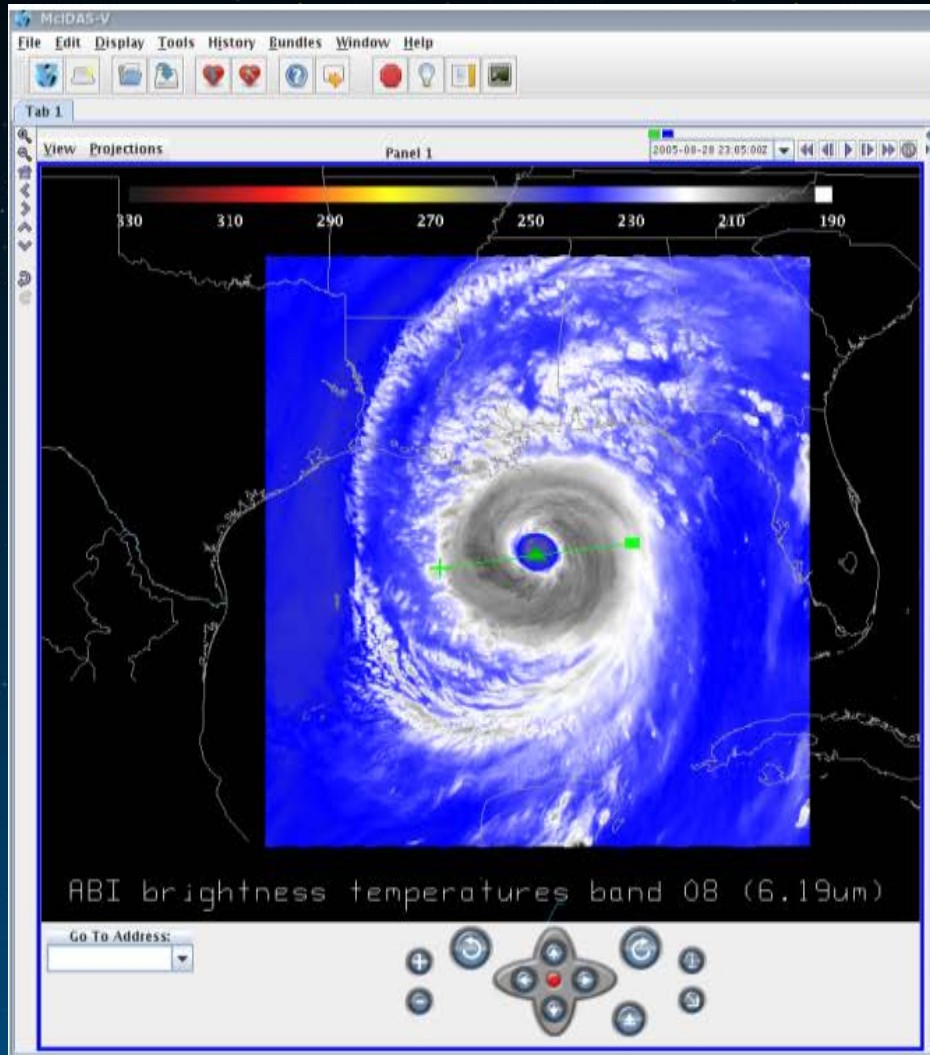 McIDAS-V
File Edit Display Tools History Bundles Window Help
Tab 1
View Projections Panel 1 2005-08-28 23:05:00Z
330 310 290 270 250 230 210 190
ABI brightness temperatures band 08 (6.19um)
Go To Address: